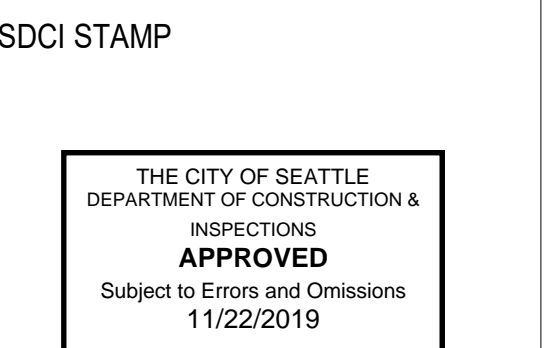 SDCI STAMP
THE CITY OF SEATTLE
DEPARTMENT OF CONSTRUCTION &
INSPECTIONS
APPROVED
Subject to Errors and Omissions
11/22/2019